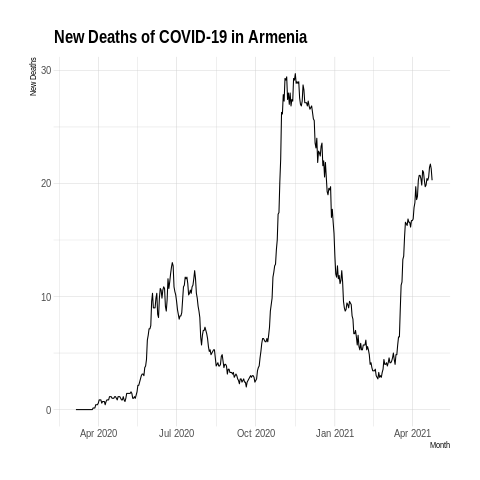 New Deaths of COVID-19 in Armenia
New Deaths
30
20
10
0
Apr 2020 Jul 2020 Oct 2020 Jan 2021 Apr 2021
Month